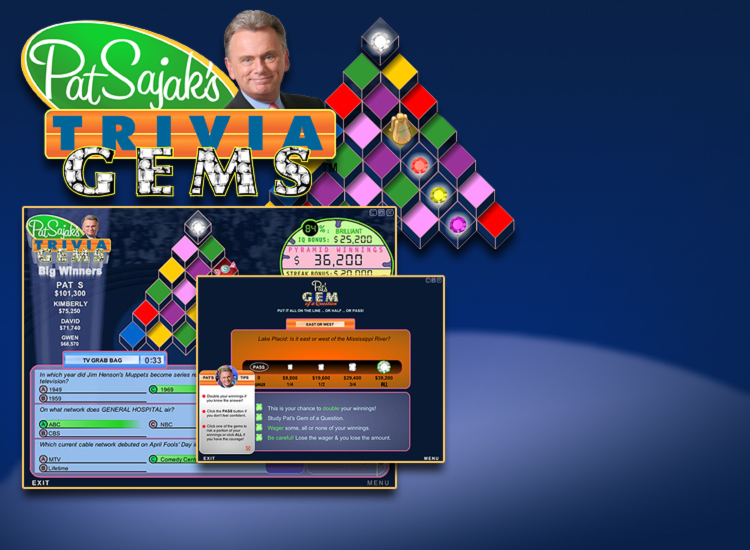 Pat Sajak's
TRIVIA
GEMS
TM
Pat Sajak's
TRIVIA
GEMS
Big Winners
PAT S
$101,300
KIMBERLY
$75,250
DAVID
$71,740
GWEN
$68,570
84%: BRILLIANT
IQ BONUS: $25,200
PYRAMID WINNINGS
$ 36,200
STREAK BONUS: $20,000
TV GRAB BAG 0:33
In which year did Jim Henson's Muppets become series
television?
A 1949 C 1969
B 1959
On what network does GENERAL HOSPITAL air?
A ABC C NBC
B CBS
Which current cable network debuted on April Fools' Day
A MTV C Comedy Cent
B Lifetime
EXIT MENU
Pat's
GEM
of a Question
PUT IT ALL ON THE LINE ... OR HALF ... OR PASS!
EAST OR WEST
Lake Placid: Is it east or west of the Mississippi River?
PASS
$9,800 $19,600 $29,400 $39,200
1/4 1/2 3/4 ALL
PAT'S TIPS
Double your winnings if
you know the answer!
Click the PASS button if
you don't feel confident.
Click one of the gems to
risk a portion of your
winnings or click ALL if
you have the courage!
This is your chance to double your winnings!
Study Pat's Gem of a Question.
Wager some, all or none of your winnings.
Be careful! Lose the wager & you lose the amount.
EXIT MENU